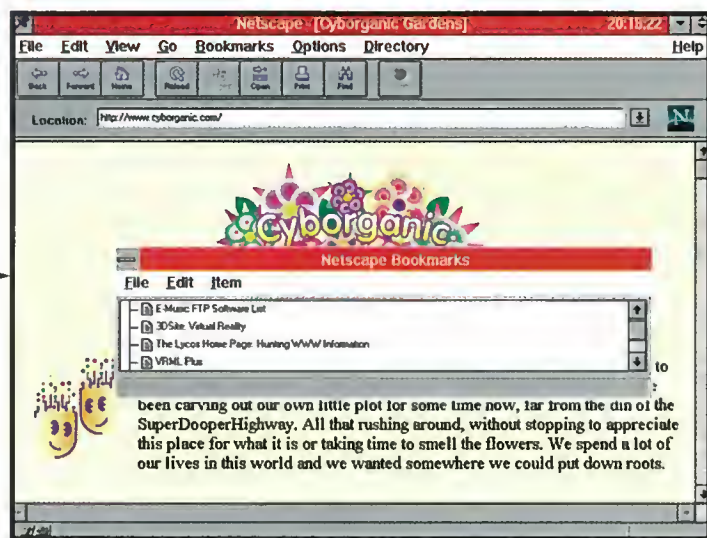 Netscape - [Cyborganic Gardens] 20:18:22
File Edit View Go Bookmarks Options Directory Help
Back Forward Home Reload Open Print Find
Location: http://www.cyborganic.com/
N
Cyborganic
Netscape Bookmarks
File Edit Item
E-Music FTP Software List
3DSite: Virtual Reality
The Lycos Home Page: Hunting WWW Information
VRML Plus
to
been carving out our own little plot for some time now, far from the din of the
SuperDooperHighway. All that rushing around, without stopping to appreciate
this place for what it is or taking time to smell the flowers. We spend a lot of
our lives in this world and we wanted somewhere we could put down roots.